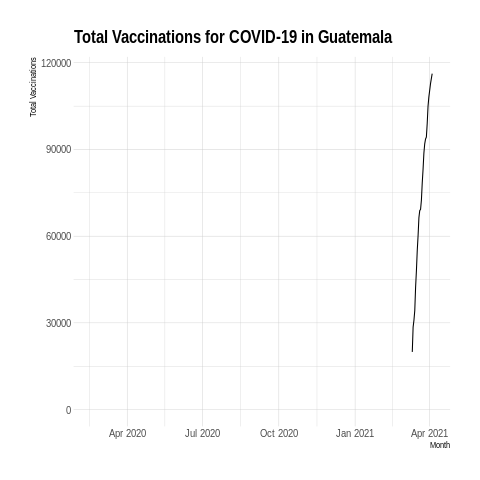 Total Vaccinations for COVID-19 in Guatemala
Total Vaccinations
120000
90000
60000
30000
0
Apr 2020 Jul 2020 Oct 2020 Jan 2021 Apr 2021
Month